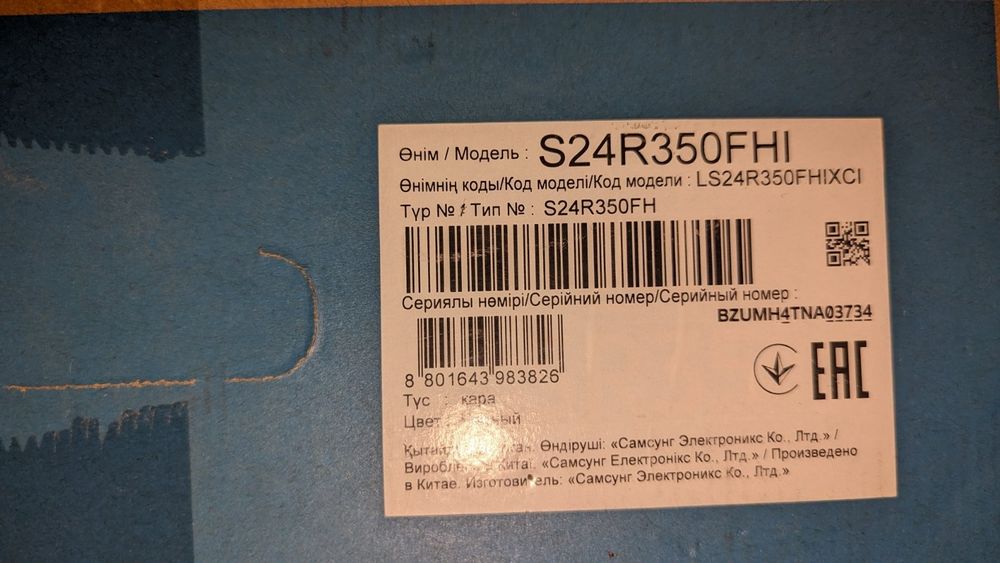 Өнім / Модель : S24R350FHI
Өнімнің коды/Код моделі/Код модели : LS24R350FHIXCI
Түр № / Тип № : S24R350FH
Сериялы нөмірі/Серійний номер/Серийный номер :
BZUMH4TNA03734
8 801643 983826
EAC
Түс : қара
Цвет :
Өндіруші: «Самсунг Электроникс Ко., Лтд.» /
Китаї. «Самсунг Електронікс Ко., Лтд.» / Произведено
в Китае. Изготовитель: «Самсунг Электроникс Ко., Лтд.»